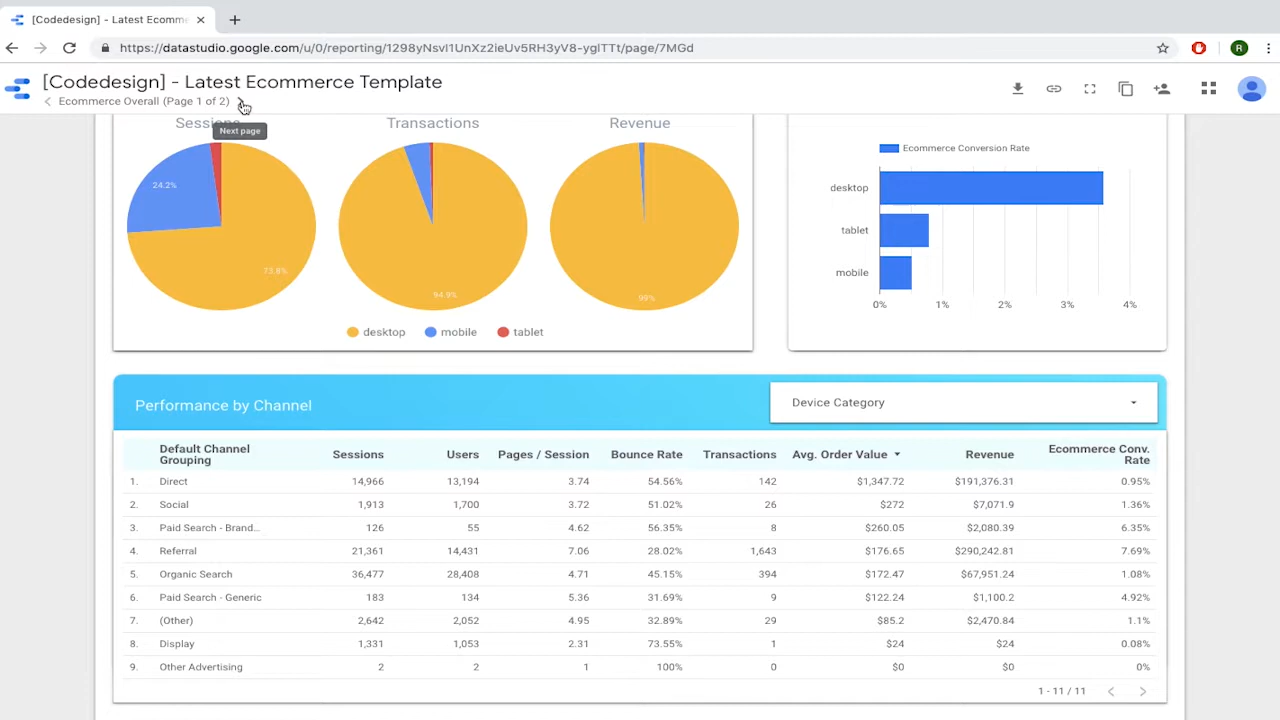 [Codedesign] - Latest Ecomme
https://datastudio.google.com/u/0/reporting/1298yNsvI1UnXz2ieUv5RH3yV8-ygITTt/page/7MGd
R
[Codedesign] - Latest Ecommerce Template
Ecommerce Overall (Page 1 of 2)
Next page
Sessions Transactions Revenue
24.2%
73.8%
94.9%
99%
desktop mobile tablet
Ecommerce Conversion Rate
desktop
tablet
mobile
0% 1% 2% 3% 4%
Performance by Channel
Device Category
Default Channel Grouping Sessions Users Pages / Session Bounce Rate Transactions Avg. Order Value Revenue Ecommerce Conv. Rate
1. Direct 14,966 13,194 3.74 54.56% 142 $1,347.72 $191,376.31 0.95%
2. Social 1,913 1,700 3.72 51.02% 26 $272 $7,071.9 1.36%
3. Paid Search - Brand... 126 55 4.62 56.35% 8 $260.05 $2,080.39 6.35%
4. Referral 21,361 14,431 7.06 28.02% 1,643 $176.65 $290,242.81 7.69%
5. Organic Search 36,477 28,408 4.71 45.15% 394 $172.47 $67,951.24 1.08%
6. Paid Search - Generic 183 134 5.36 31.69% 9 $122.24 $1,100.2 4.92%
7. (Other) 2,642 2,052 4.95 32.89% 29 $85.2 $2,470.84 1.1%
8. Display 1,331 1,053 2.31 73.55% 1 $24 $24 0.08%
9. Other Advertising 2 2 1 100% 0 $0 $0 0%
1 - 11 / 11